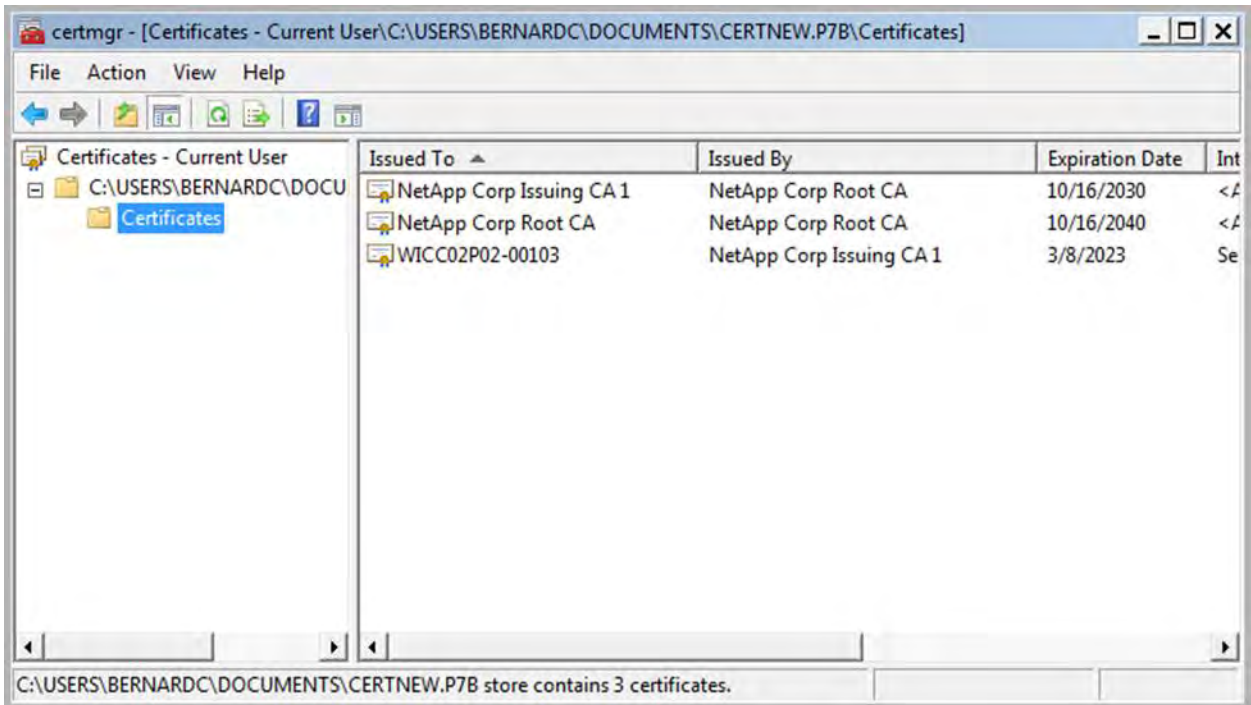 certmgr - [Certificates - Current User\C:\USERS\BERNARDC\DOCUMENTS\CERTNEW.P7B\Certificates]
File Action View Help
Certificates - Current User
C:\USERS\BERNARDC\DOCU
Certificates
Issued To Issued By Expiration Date Int
NetApp Corp Issuing CA 1 NetApp Corp Root CA 10/16/2030 <A
NetApp Corp Root CA NetApp Corp Root CA 10/16/2040 <A
WICC02P02-00103 NetApp Corp Issuing CA 1 3/8/2023 Se
C:\USERS\BERNARDC\DOCUMENTS\CERTNEW.P7B store contains 3 certificates.